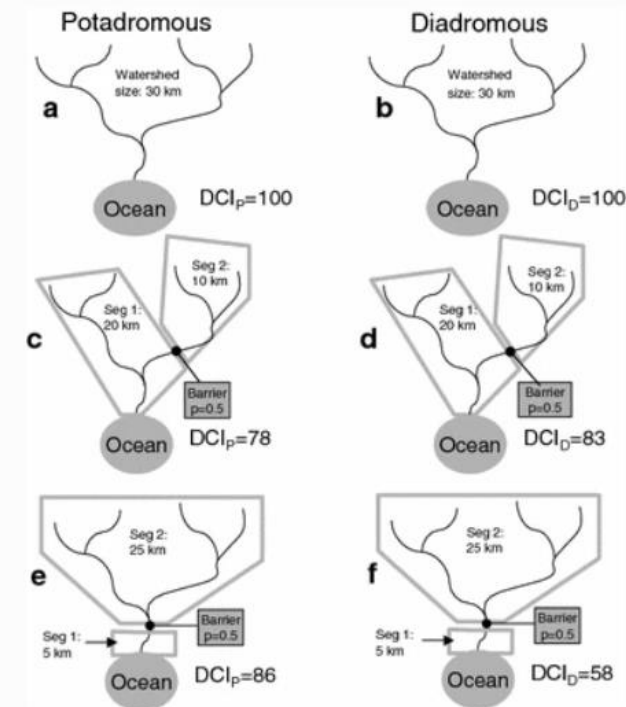 Potadromous
Diadromous
Watershed
size: 30 km
a
Ocean
DCIP=100
Watershed
size: 30 km
b
Ocean
DCID=100
Seg 2:
10 km
Seg 1:
20 km
c
Barrier
p=0.5
Ocean
DCIP=78
Seg 2:
10 km
Seg 1:
20 km
d
Barrier
p=0.5
Ocean
DCID=83
Seg 2:
25 km
e
Barrier
p=0.5
Seg 1:
5 km
Ocean
DCIP=86
Seg 2:
25 km
f
Barrier
p=0.5
Seg 1:
5 km
Ocean
DCID=58